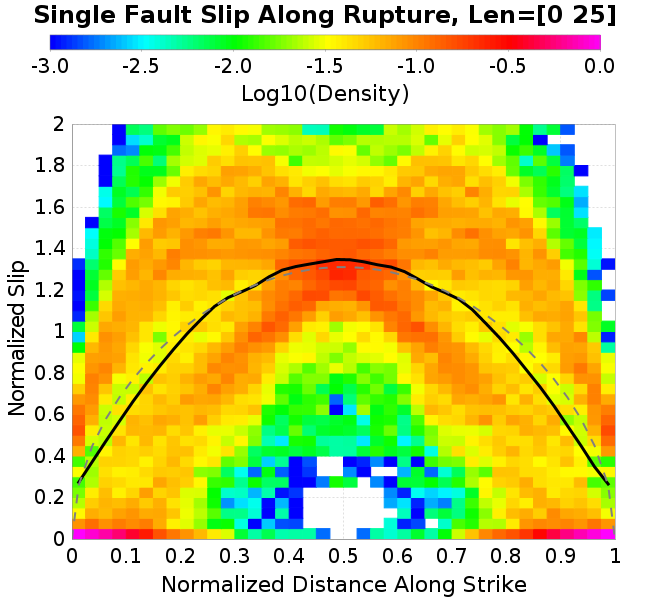 Single Fault Slip Along Rupture, Len=[0 25]
-3.0 -2.5 -2.0 -1.5 -1.0 -0.5 0.0
Log10(Density)
2
1.8
1.6
1.4
1.2
1
0.8
0.6
0.4
0.2
0
Normalized Slip
0 0.1 0.2 0.3 0.4 0.5 0.6 0.7 0.8 0.9 1
Normalized Distance Along Strike